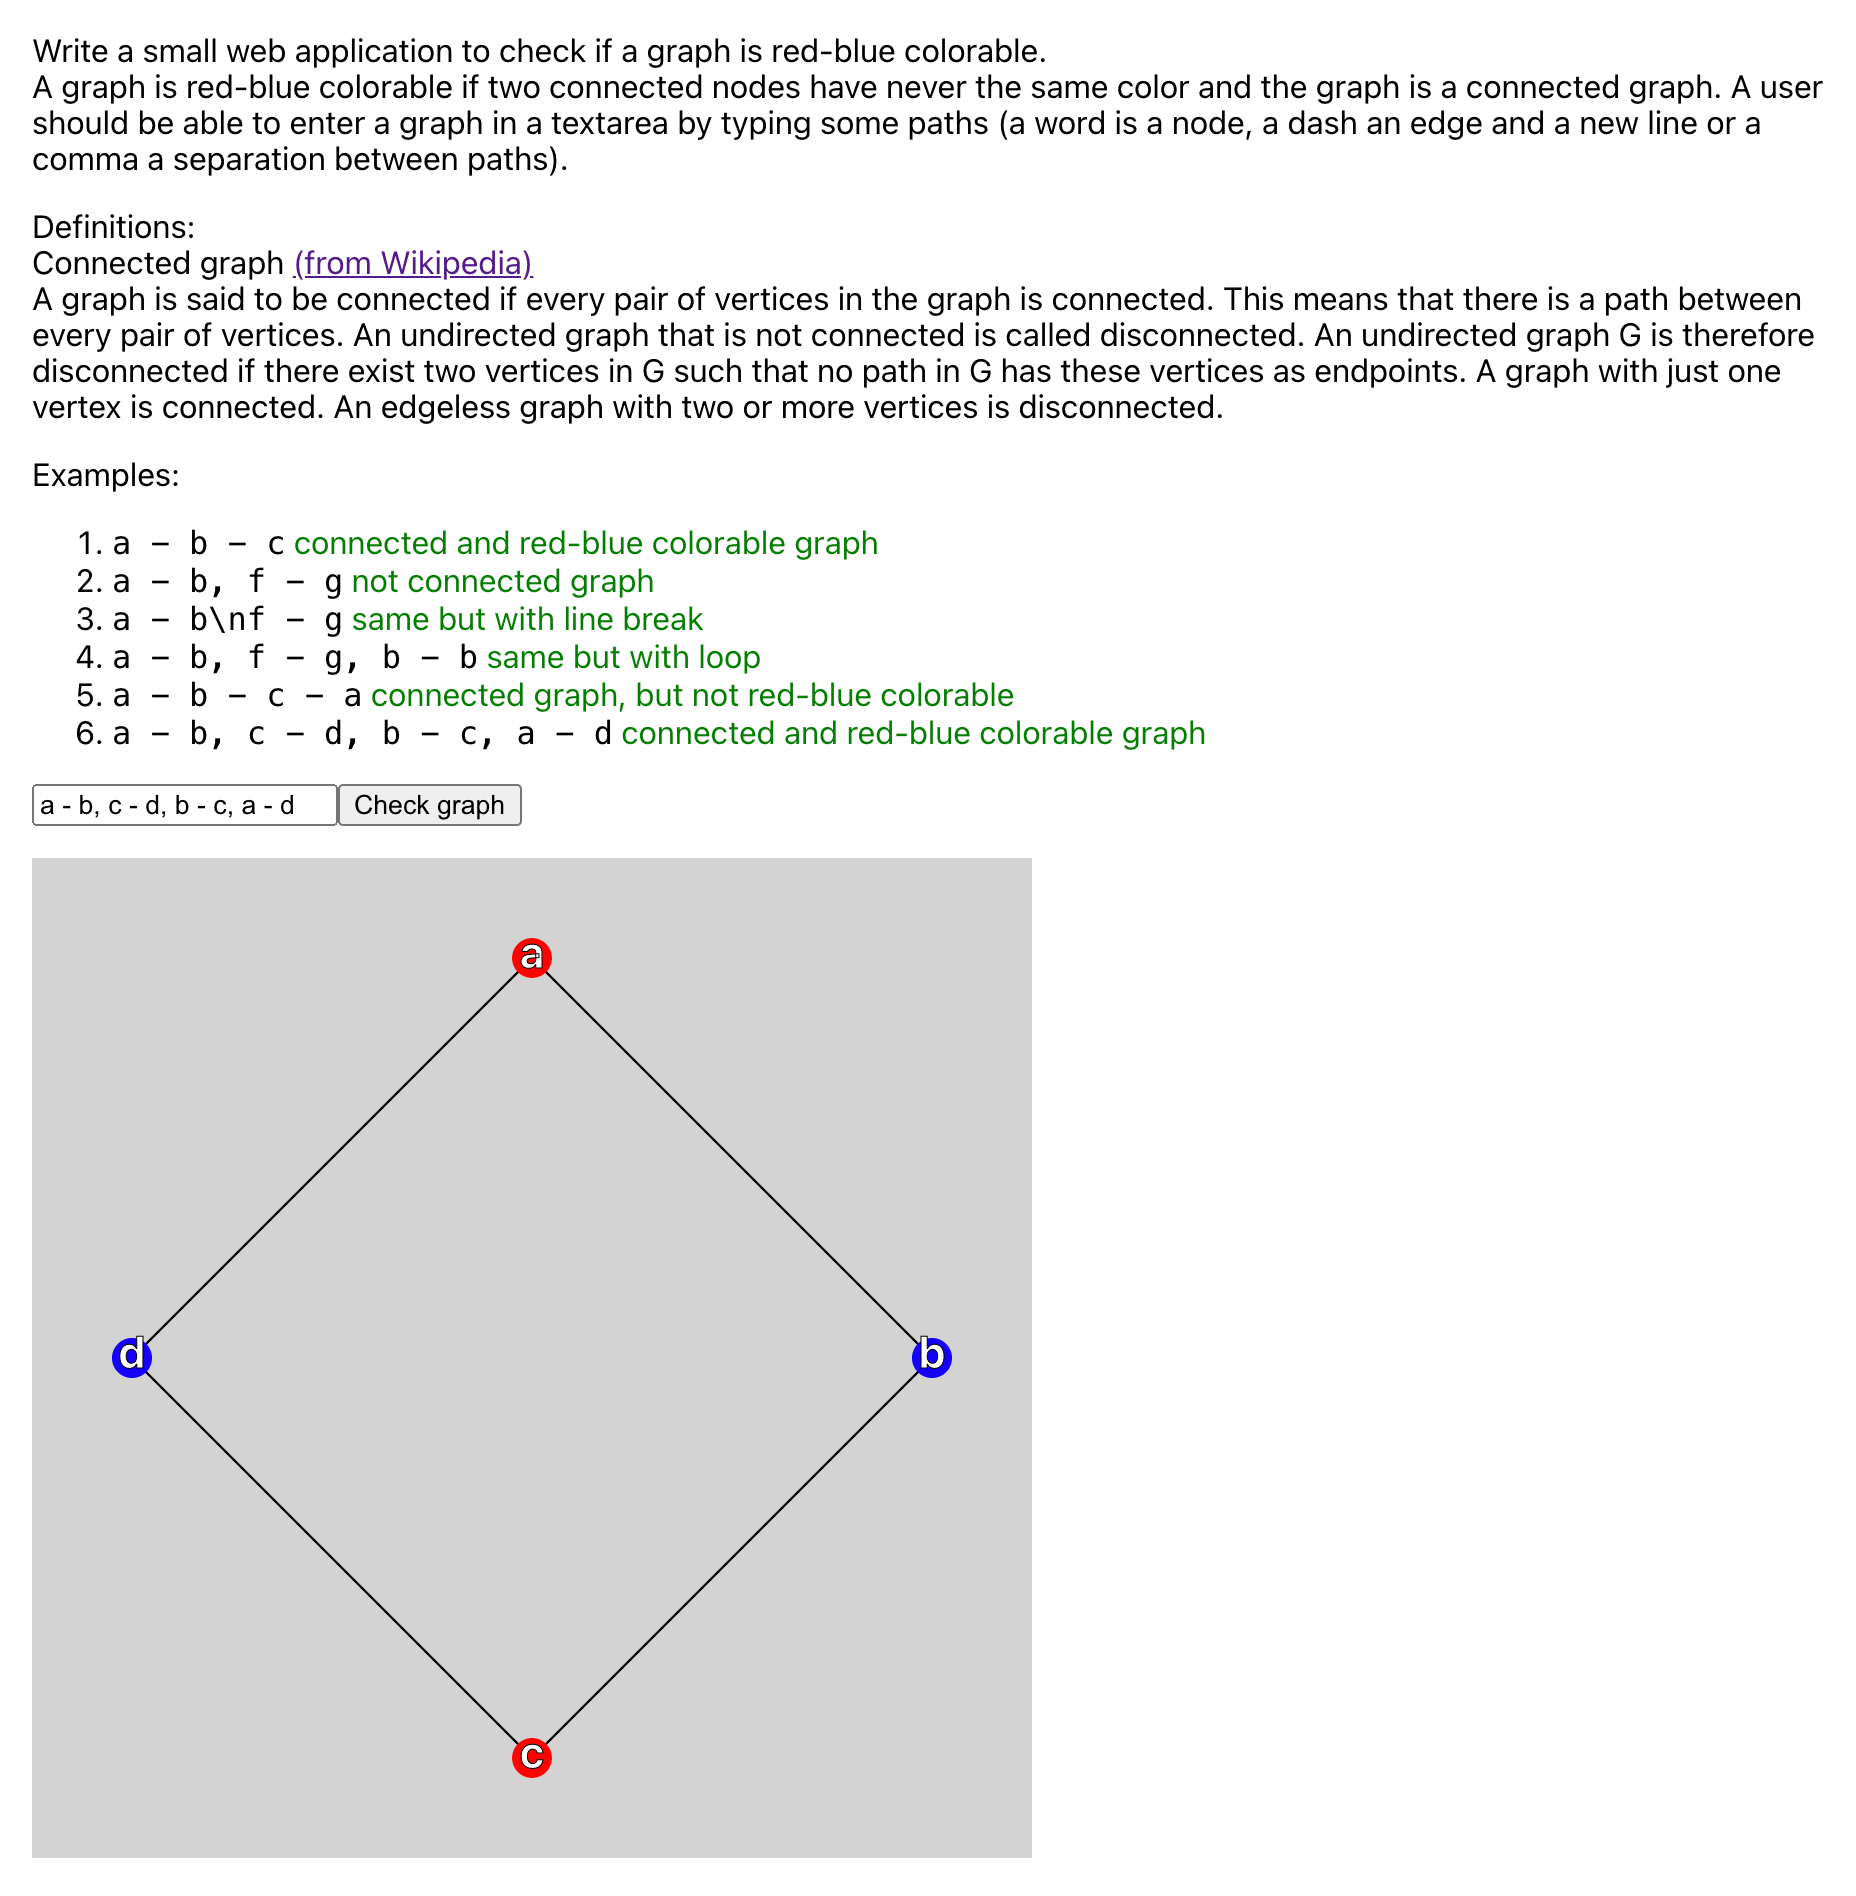 Write a small web application to check if a graph is red-blue colorable.
A graph is red-blue colorable if two connected nodes have never the same color and the graph is a connected graph. A user
should be able to enter a graph in a textarea by typing some paths (a word is a node, a dash an edge and a new line or a
comma a separation between paths).
Definitions:
Connected graph (from Wikipedia)
A graph is said to be connected if every pair of vertices in the graph is connected. This means that there is a path between
every pair of vertices. An undirected graph that is not connected is called disconnected. An undirected graph G is therefore
disconnected if there exist two vertices in G such that no path in G has these vertices as endpoints. A graph with just one
vertex is connected. An edgeless graph with two or more vertices is disconnected.
Examples:
1. a - b - c connected and red-blue colorable graph
2. a - b, f - g not connected graph
3. a - b\nf - g same but with line break
4. a - b, f - g, b - b same but with loop
5. a - b - c - a connected graph, but not red-blue colorable
6. a - b, c - d, b - c, a - d connected and red-blue colorable graph
a - b, c - d, b - c, a - d Check graph
a
d b
c